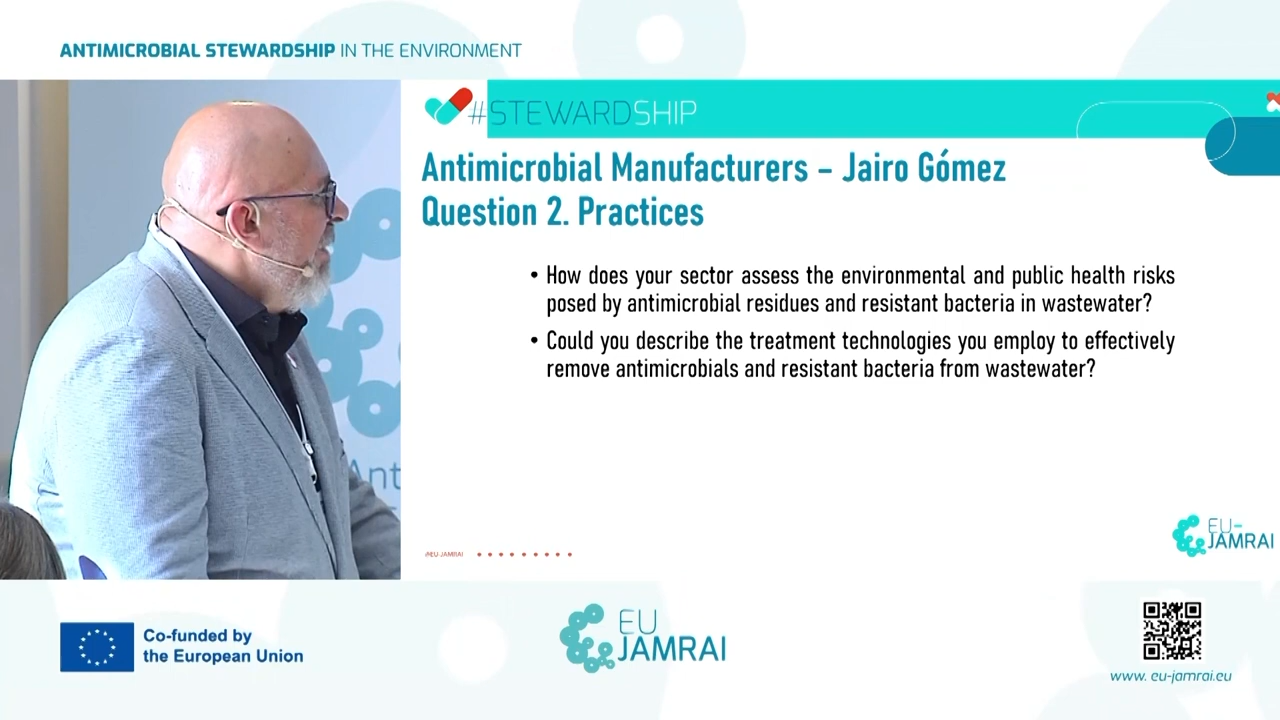 ANTIMICROBIAL STEWARDSHIP IN THE ENVIRONMENT
#STEWARDSHIP
Antimicrobial Manufacturers – Jairo Gómez
Question 2. Practices
• How does your sector assess the environmental and public health risks
posed by antimicrobial residues and resistant bacteria in wastewater?
• Could you describe the treatment technologies you employ to effectively
remove antimicrobials and resistant bacteria from wastewater?
Ant
#EU JAMRAI
EU-
JAMRAI
Co-funded by
the European Union
EU
JAMRAI
www.eu-jamrai.eu